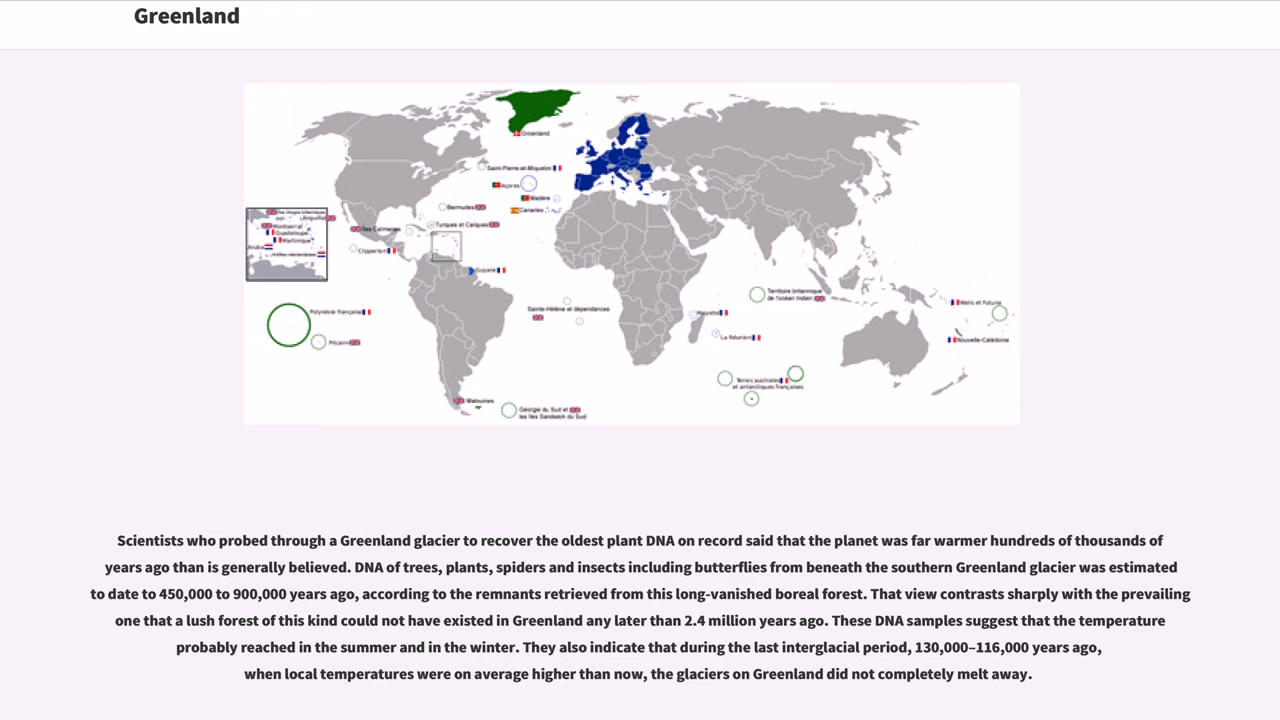 Greenland
Groenland
Saint-Pierre et-Miquelon
Açores
Madère
Canaries
Bermudes
Turques et Caïques
Iles Caïmanes
Clipperton
Îles Vierges britanniques
Anguilla
Montserrat
Guadeloupe
Martinique
Aruba
Guyane
Polynésie française
Pitcairn
Sainte-Hélène et dépendances
Mayotte
La Réunion
Territoire britannique
de l'océan Indien
Wallis et Futuna
Nouvelle-Calédonie
Terres australes
et antarctiques françaises
Malouines
Géorgie du Sud et
les îles Sandwich du Sud
Scientists who probed through a Greenland glacier to recover the oldest plant DNA on record said that the planet was far warmer hundreds of thousands of
years ago than is generally believed. DNA of trees, plants, spiders and insects including butterflies from beneath the southern Greenland glacier was estimated
to date to 450,000 to 900,000 years ago, according to the remnants retrieved from this long-vanished boreal forest. That view contrasts sharply with the prevailing
one that a lush forest of this kind could not have existed in Greenland any later than 2.4 million years ago. These DNA samples suggest that the temperature
probably reached in the summer and in the winter. They also indicate that during the last interglacial period, 130,000–116,000 years ago,
when local temperatures were on average higher than now, the glaciers on Greenland did not completely melt away.